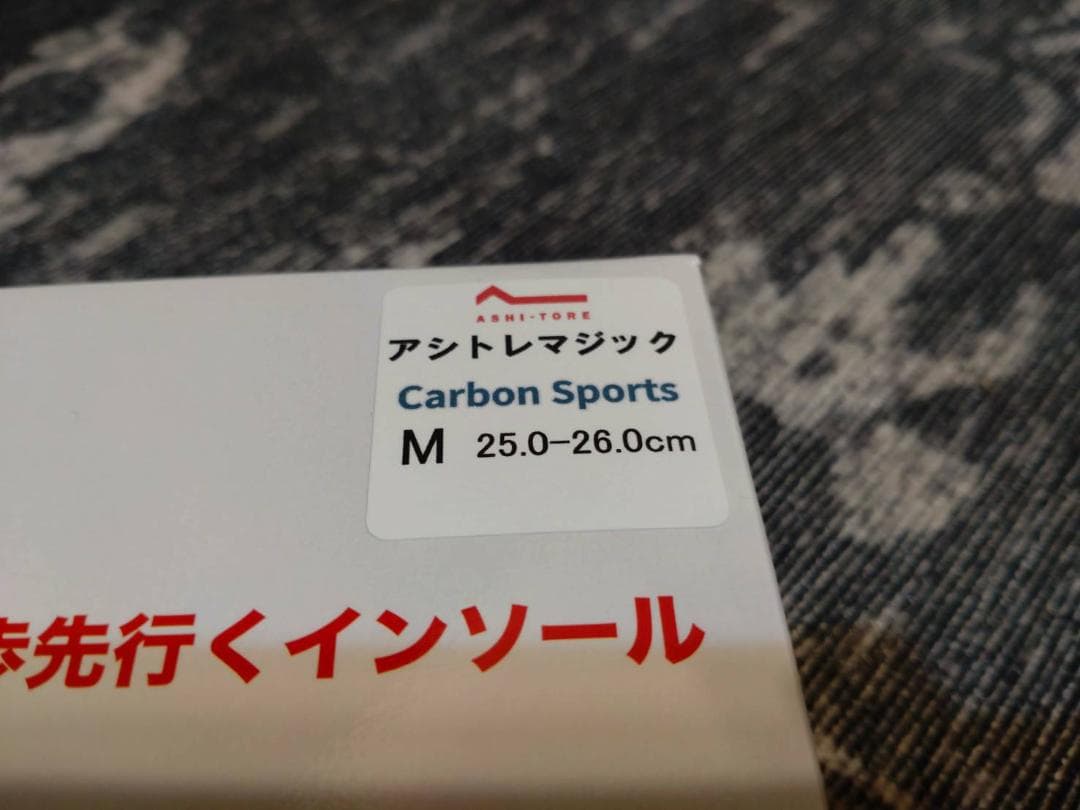 ASHI-TORE
アシトレマジック
Carbon Sports
M 25.0-26.0cm
歩先行くインソール